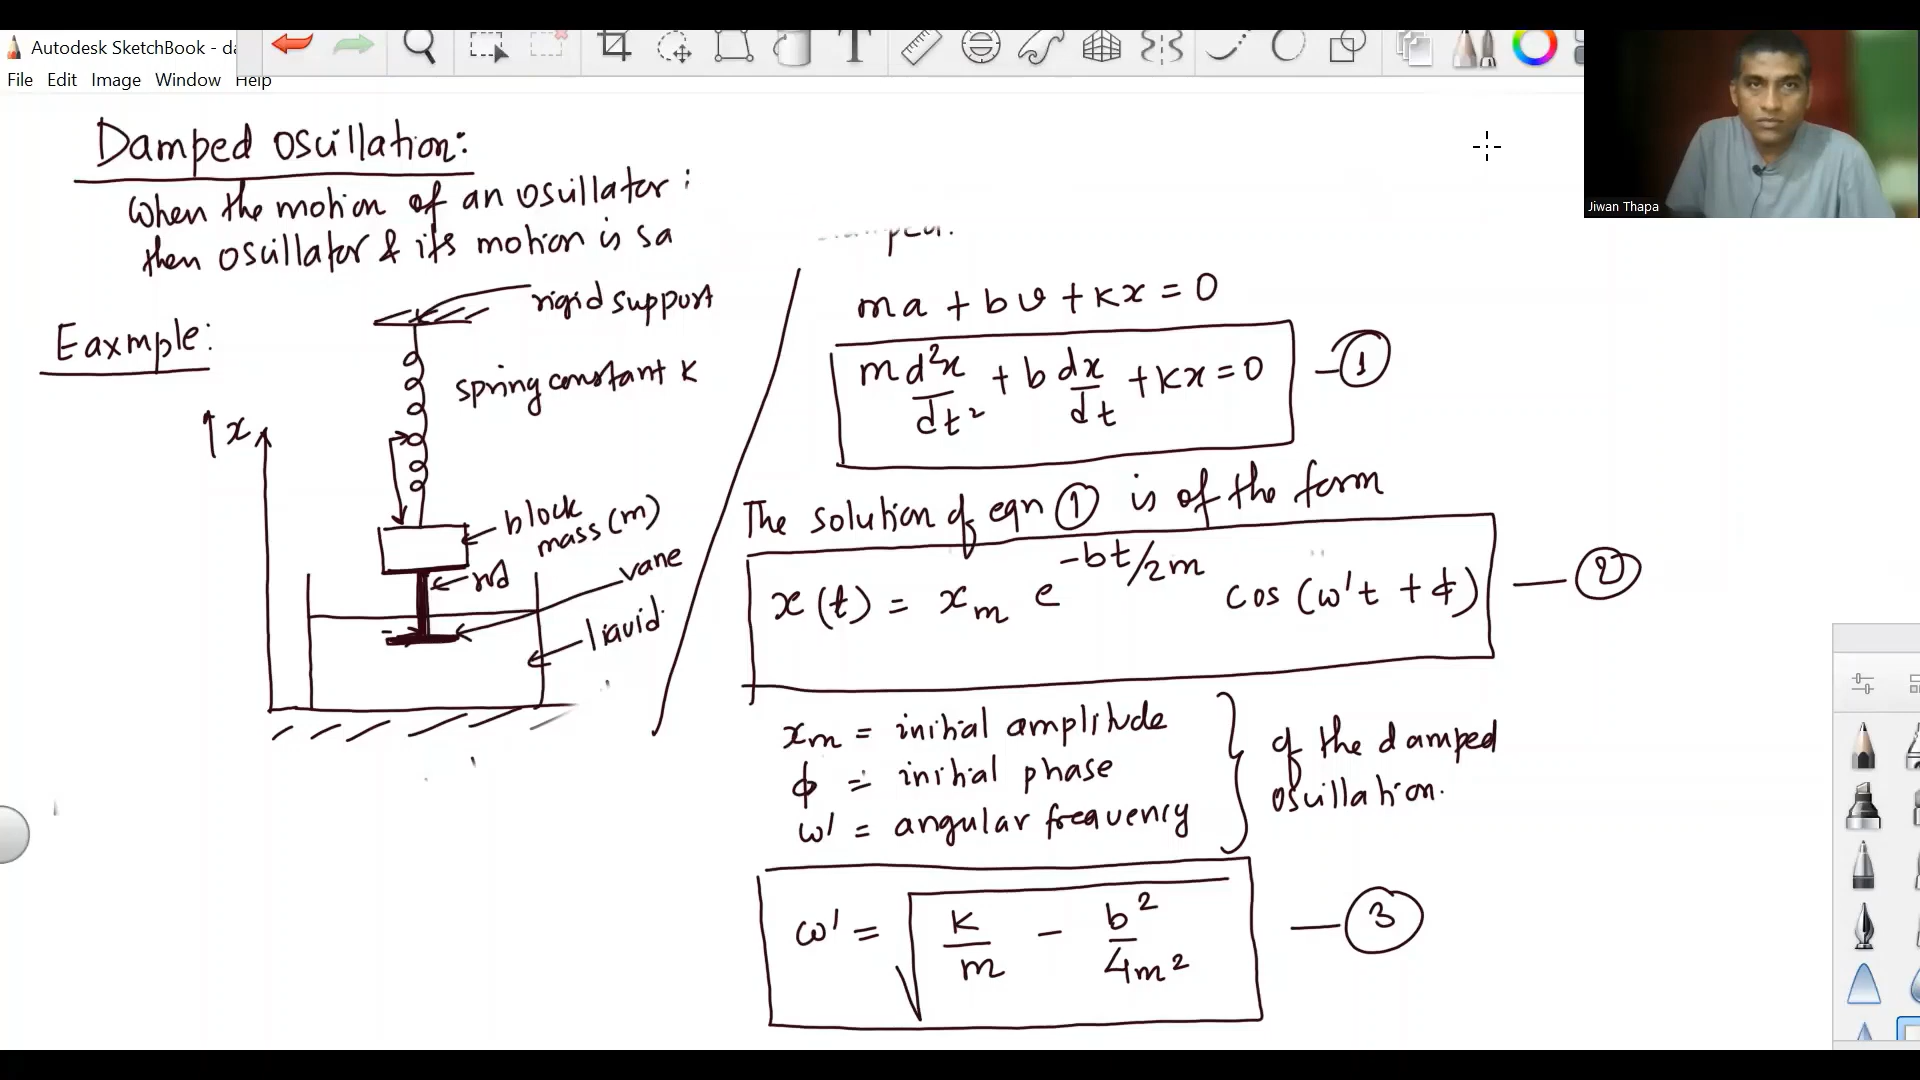 Autodesk SketchBook - da
File Edit Image Window Help
Jiwan Thapa
Damped oscillation:
When the motion of an oscillator
then oscillator & its motion is sa
Eaxmple:
rigid support
spring constant k
↑x
block
mass (m)
rod
vane
liquid
ma + bv + kx = 0
m d²x/dt² + b dx/dt + kx = 0 — ①
The solution of eqn ① is of the form
x(t) = xm e^-bt/2m cos (ω't + ϕ) — ②
xm = initial amplitude
ϕ = initial phase
ω' = angular frequency
of the damped
oscillation.
ω' = √(k/m - b²/4m²) — ③